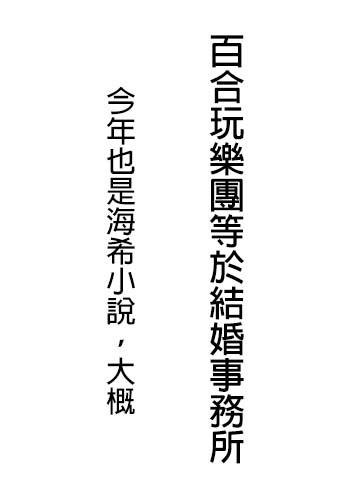 百合玩樂團等於結婚事務所
今年也是海希小說，大概